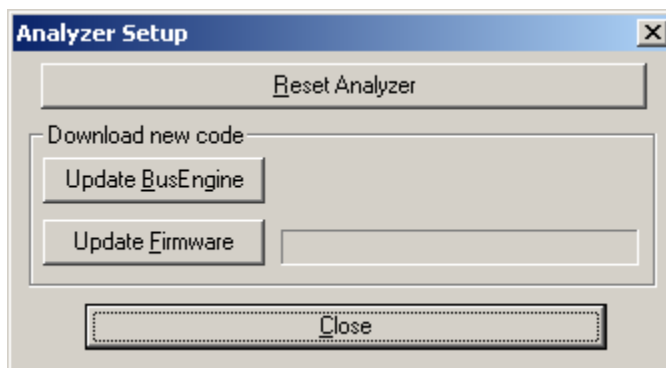 Analyzer Setup
Reset Analyzer
Download new code
Update BusEngine
Update Firmware
Close